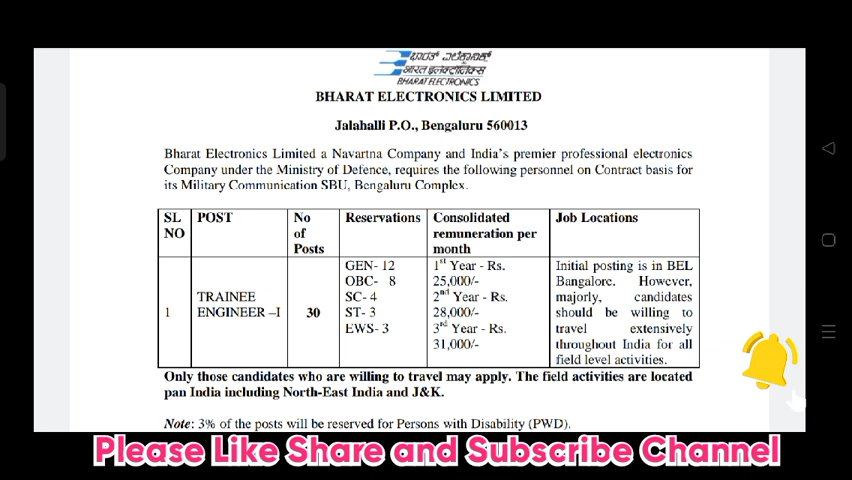 ಭಾರತ್ ಎಲೆಕ್ಟ್ರಾನಿಕ್ಸ್
भारत इलेक्ट्रॉनिक्स
BHARAT ELECTRONICS
BHARAT ELECTRONICS LIMITED
Jalahalli P.O., Bengaluru 560013
Bharat Electronics Limited a Navartna Company and India's premier professional electronics
Company under the Ministry of Defence, requires the following personnel on Contract basis for
its Military Communication SBU, Bengaluru Complex.
SL NO
POST
No of Posts
Reservations
Consolidated remuneration per month
Job Locations
1
TRAINEE
ENGINEER –I
30
GEN- 12
OBC- 8
SC- 4
ST- 3
EWS- 3
1st Year - Rs.
25,000/-
2nd Year - Rs.
28,000/-
3rd Year - Rs.
31,000/-
Initial posting is in BEL
Bangalore. However,
majorly, candidates
should be willing to
travel extensively
throughout India for all
field level activities.
Only those candidates who are willing to travel may apply. The field activities are located
pan India including North-East India and J&K.
Note: 3% of the posts will be reserved for Persons with Disability (PWD).
Please Like Share and Subscribe Channel